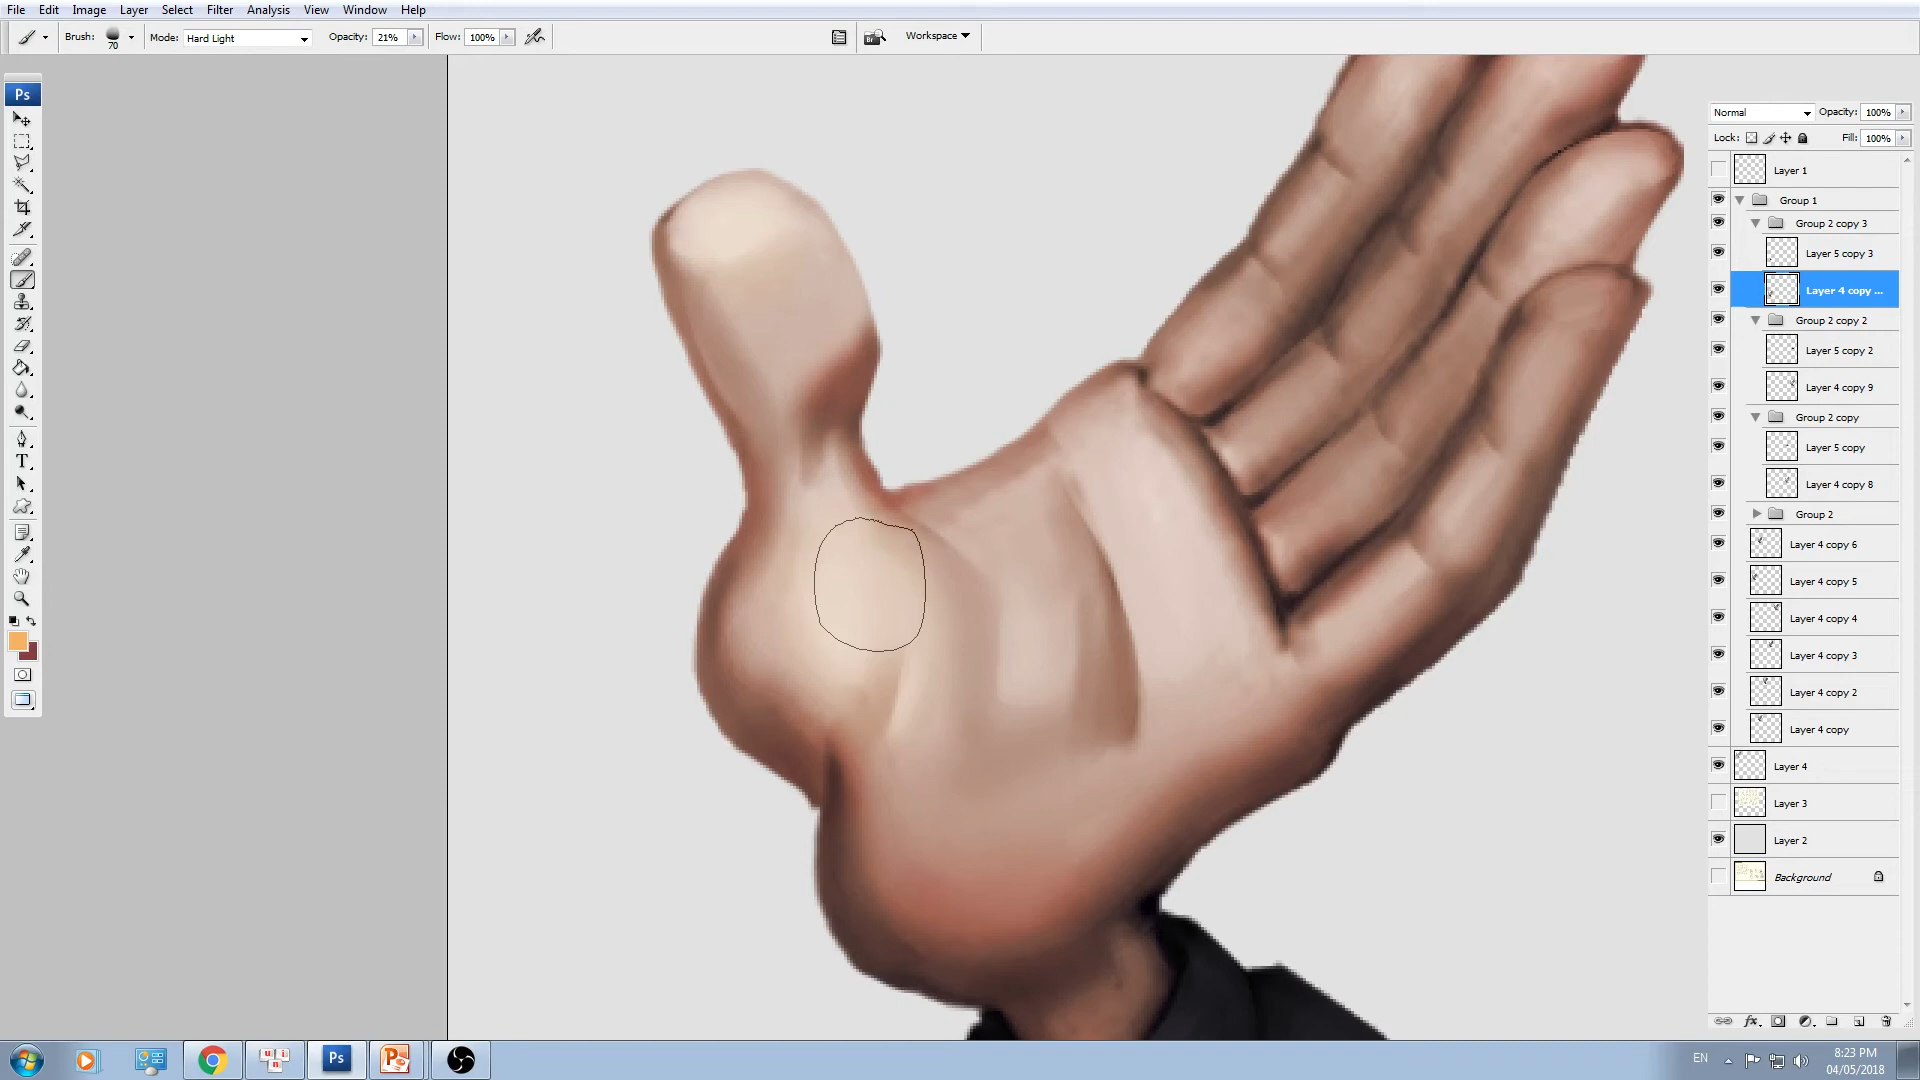 File Edit Image Layer Select Filter Analysis View Window Help
Brush: 70 Mode: Hard Light Opacity: 21% Flow: 100% Br Workspace
Ps
T
Normal Opacity: 100%
Lock: Fill: 100%
Layer 1
Group 1
Group 2 copy 3
Layer 5 copy 3
Layer 4 copy ...
Group 2 copy 2
Layer 5 copy 2
Layer 4 copy 9
Group 2 copy
Layer 5 copy
Layer 4 copy 8
Group 2
Layer 4 copy 6
Layer 4 copy 5
Layer 4 copy 4
Layer 4 copy 3
Layer 4 copy 2
Layer 4 copy
Layer 4
Layer 3
Layer 2
Background
fx
Ps
EN
8:23 PM
04/05/2018